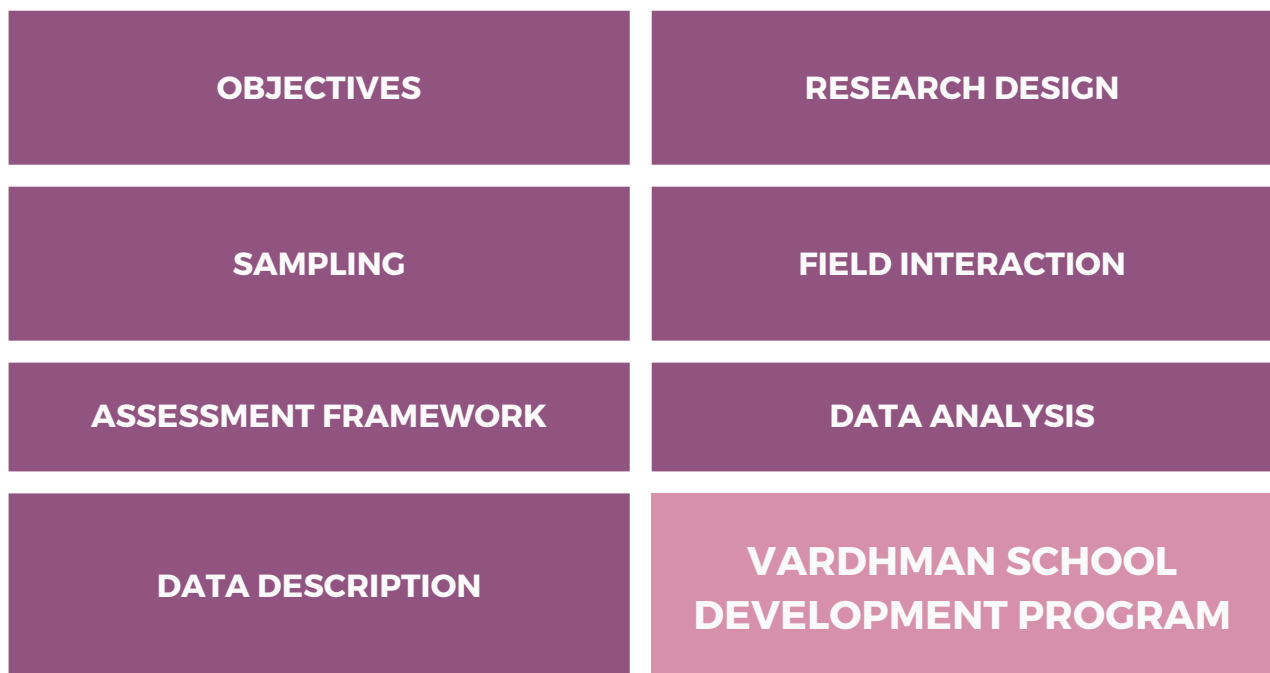 OBJECTIVES
RESEARCH DESIGN
SAMPLING
FIELD INTERACTION
ASSESSMENT FRAMEWORK
DATA ANALYSIS
DATA DESCRIPTION
VARDHMAN SCHOOL
DEVELOPMENT PROGRAM